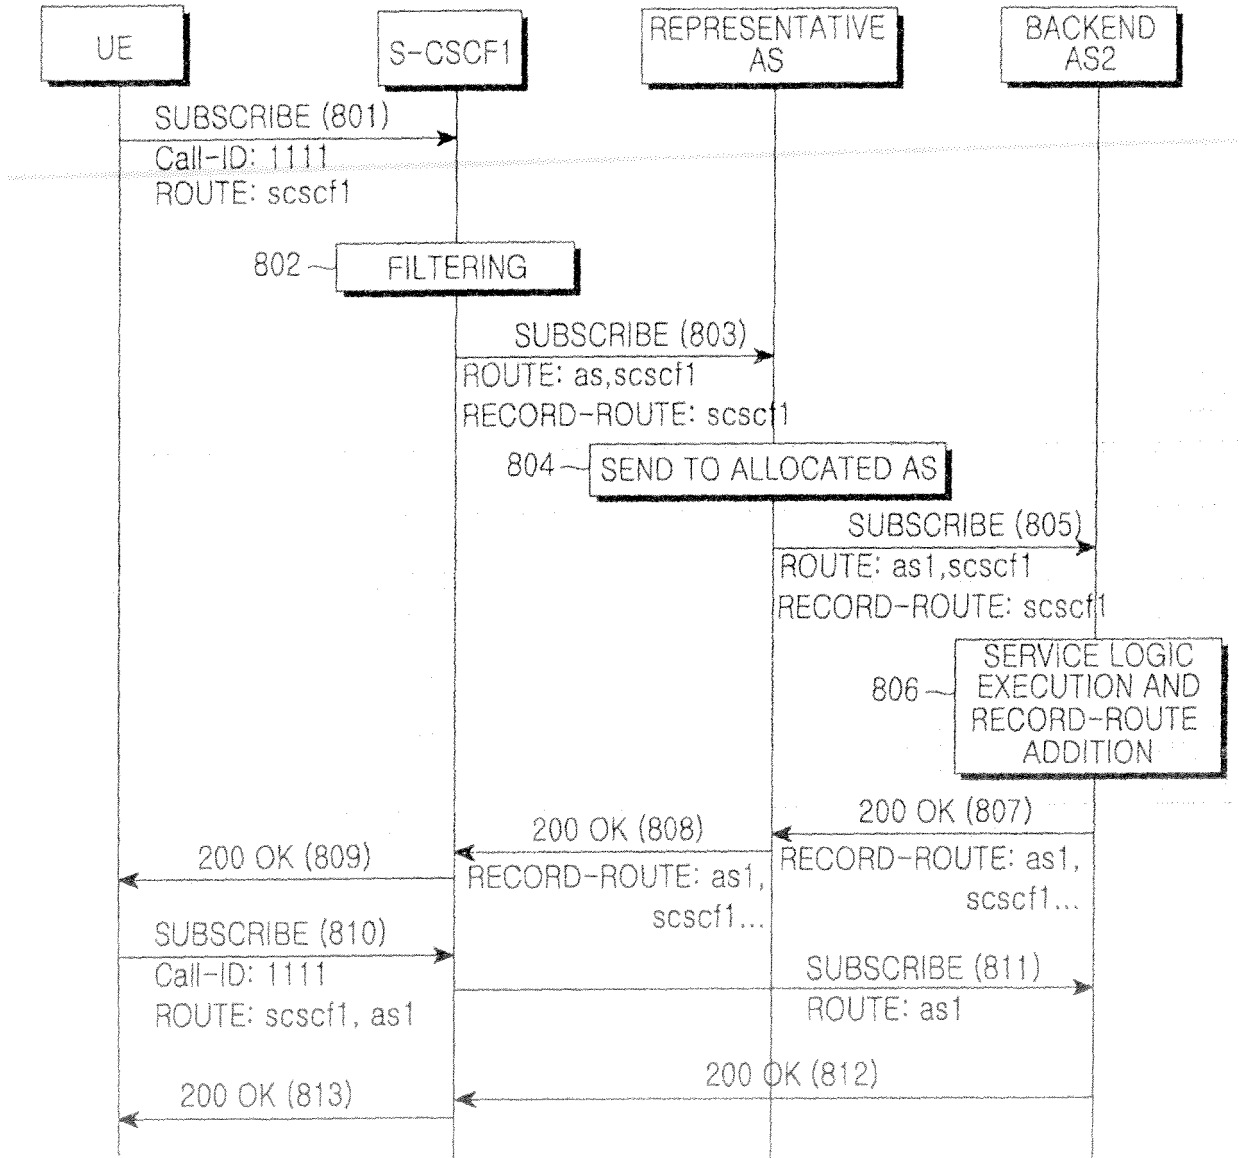 UE
S-CSCF1
REPRESENTATIVE
AS
BACKEND
AS2
SUBSCRIBE (801)
Call-ID: 1111
ROUTE: scscf1
802
FILTERING
SUBSCRIBE (803)
ROUTE: as,scscf1
RECORD-ROUTE: scscf1
804
SEND TO ALLOCATED AS
SUBSCRIBE (805)
ROUTE: as1,scscf1
RECORD-ROUTE: scscf1
806
SERVICE LOGIC
EXECUTION AND
RECORD-ROUTE
ADDITION
200 OK (807)
RECORD-ROUTE: as1,
scscf1...
200 OK (808)
RECORD-ROUTE: as1,
scscf1...
200 OK (809)
SUBSCRIBE (810)
Call-ID: 1111
ROUTE: scscf1, as1
SUBSCRIBE (811)
ROUTE: as1
200 OK (812)
200 OK (813)